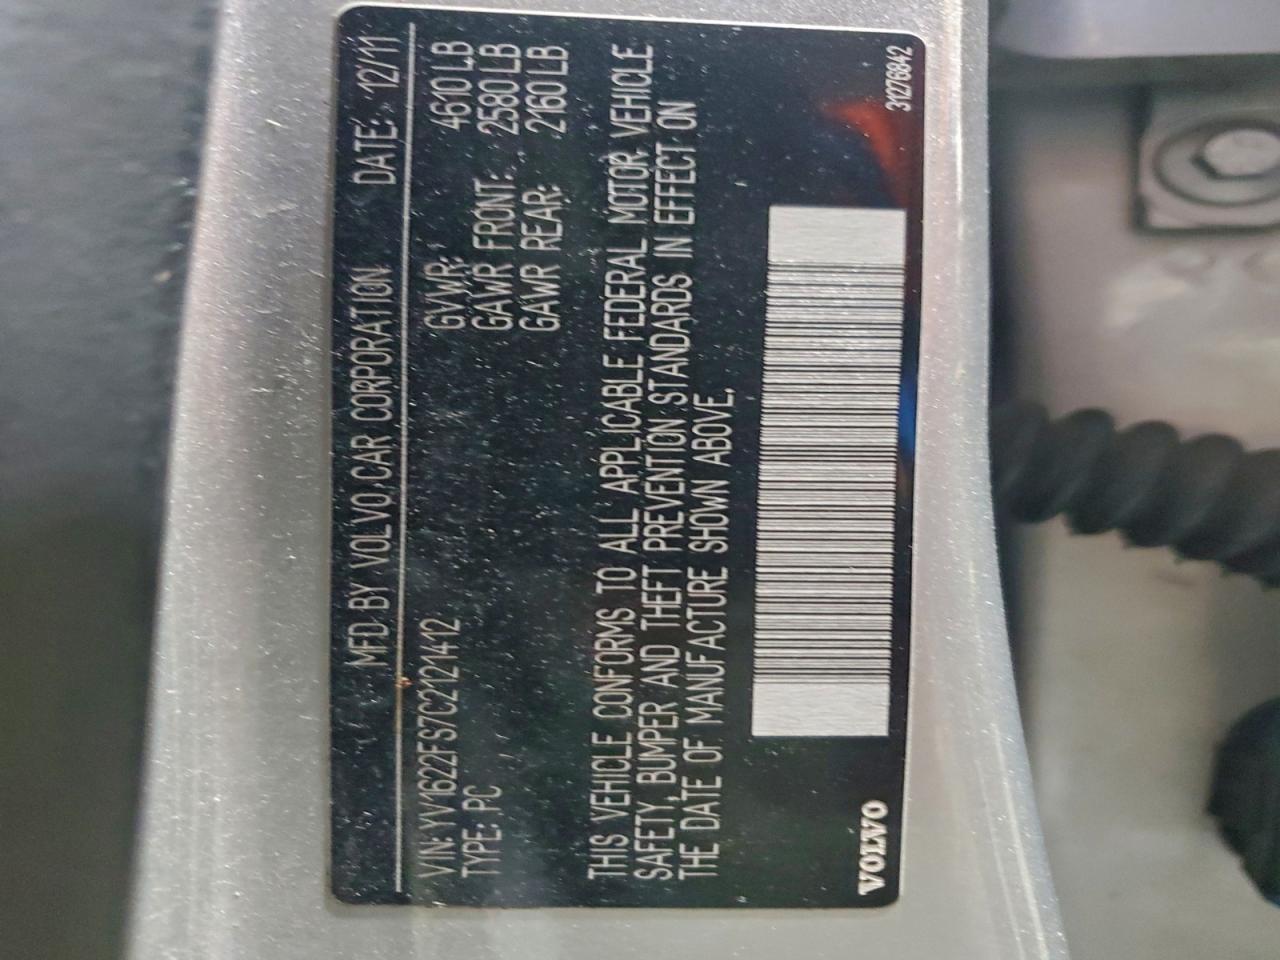 MFD BY VOLVO CAR CORPORATION DATE: 12/11
VIN: YV1622FS7C2121412 GVWR: 4610 LB
TYPE: PC GAWR FRONT: 2580 LB
GAWR REAR: 2160 LB
THIS VEHICLE CONFORMS TO ALL APPLICABLE FEDERAL MOTOR VEHICLE
SAFETY, BUMPER AND THEFT PREVENTION STANDARDS IN EFFECT ON
THE DATE OF MANUFACTURE SHOWN ABOVE.
VOLVO 31276842